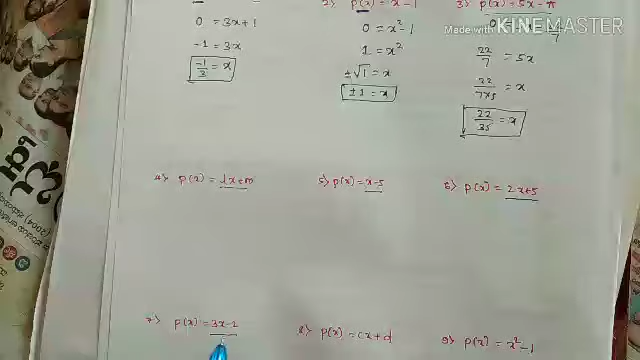 2) p(x) = x² - 1
3) p(x) = 5x - π
0 = 3x + 1
-1 = 3x
-1/3 = x
0 = x² - 1
1 = x²
±√1 = x
±1 = x
22/7 = 5x
22/7×5 = x
22/35 = x
Made with KINEMASTER
4) p(x) = lx + m
5) p(x) = x - 5
6) p(x) = 2x + 5
7) p(x) = 3x - 2
8) p(x) = cx + d
9) p(x) = x² - 1